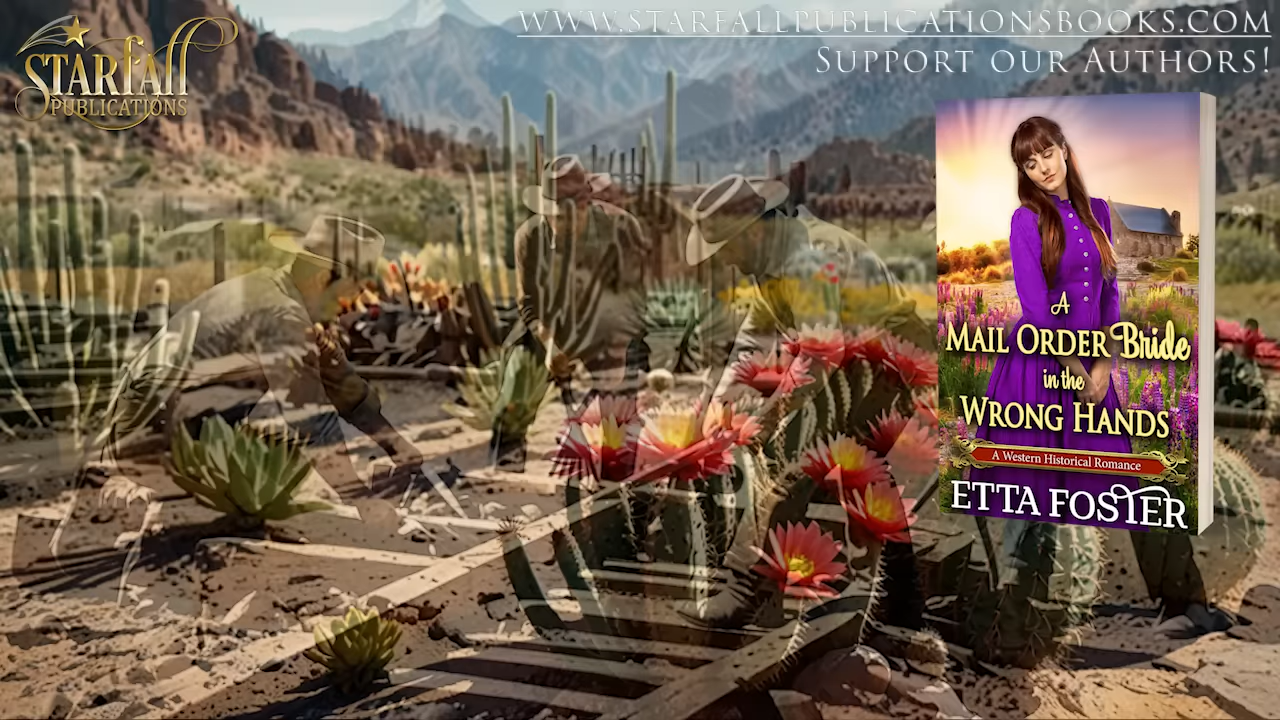 STARfall
PUBLICATIONS
www.starfallpublicationsbooks.com
Support our Authors!
A
Mail Order Bride
in the
Wrong Hands
A Western Historical Romance
ETTA FOSTER